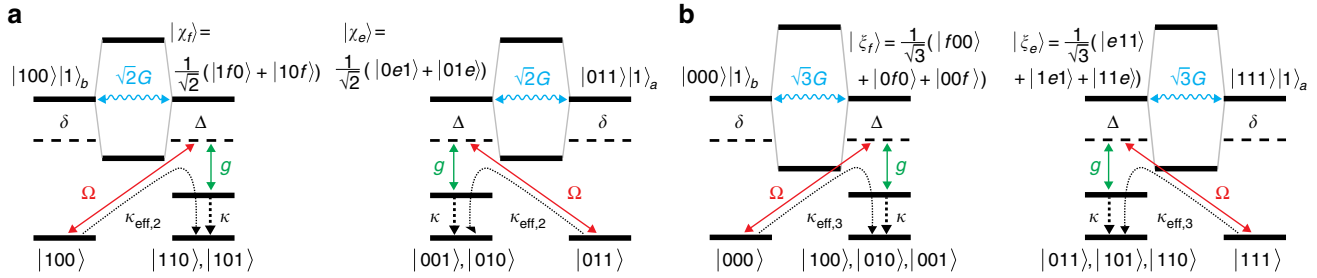 a
|χ_f⟩ =
1/√2 (|1f0⟩ + |10f⟩)
|100⟩|1⟩_b
√2G
δ
Δ
g
Ω
κ_eff,2
κ
|100⟩
|110⟩,|101⟩
|χ_e⟩ =
1/√2 (|0e1⟩ + |01e⟩)
√2G
|011⟩|1⟩_a
Δ
δ
g
Ω
κ
κ_eff,2
|001⟩,|010⟩
|011⟩
b
|ξ_f⟩ = 1/√3 (|f00⟩
+ |0f0⟩ + |00f⟩)
|000⟩|1⟩_b
√3G
δ
Δ
g
Ω
κ_eff,3
κ
|000⟩
|100⟩,|010⟩,|001⟩
|ξ_e⟩ = 1/√3 (|e11⟩
+ |1e1⟩ + |11e⟩)
√3G
|111⟩|1⟩_a
Δ
δ
g
Ω
κ
κ_eff,3
|011⟩,|101⟩,|110⟩
|111⟩